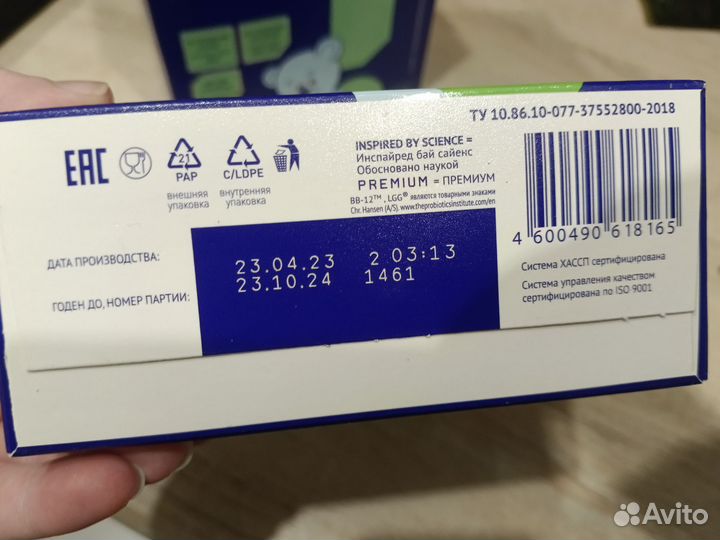 ТУ 10.86.10-077-37552800-2018
EAC
21
PAP
внешняя
упаковка
C/LDPE
внутренняя
упаковка
INSPIRED BY SCIENCE =
Инспайред бай сайенс
Обосновано наукой
PREMIUM = ПРЕМИУМ
BB-12™, LGG® являются товарными знаками
Chr. Hansen (A/S). www.theprobioticsinstitute.com/en
4 600490 618165
Система ХАССП сертифицирована
Система управления качеством
сертифицирована по ISO 9001
ДАТА ПРОИЗВОДСТВА:
23.04.23 2 03:13
ГОДЕН ДО, НОМЕР ПАРТИИ:
23.10.24 1461
Avito